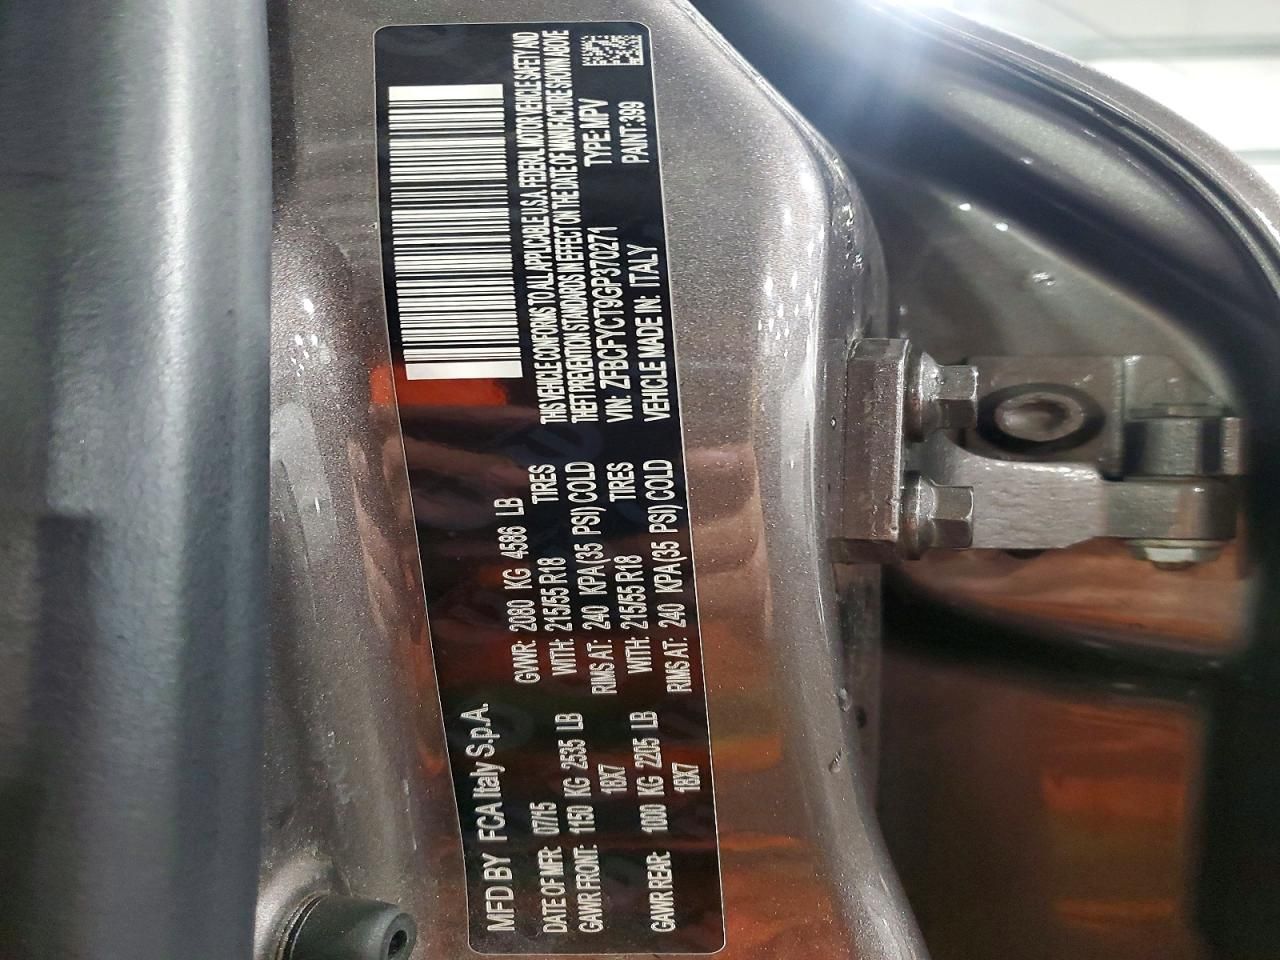 MFD BY FCA Italy S.p.A.
DATE OF MFR: 07/15 GVWR: 2080 KG 4586 LB
GAWR FRONT: 1150 KG 2535 LB WITH: 215/55 R18 TIRES
18X7 RIMS AT: 240 KPA(35 PSI) COLD
GAWR REAR: 1000 KG 2205 LB WITH: 215/55 R18 TIRES
18X7 RIMS AT: 240 KPA(35 PSI) COLD
THIS VEHICLE CONFORMS TO ALL APPLICABLE U.S.A. FEDERAL MOTOR VEHICLE SAFETY AND
THEFT PREVENTION STANDARDS IN EFFECT ON THE DATE OF MANUFACTURE SHOWN ABOVE
VIN: ZFBCFYCT9GP370271 TYPE: MPV
VEHICLE MADE IN: ITALY PAINT:399